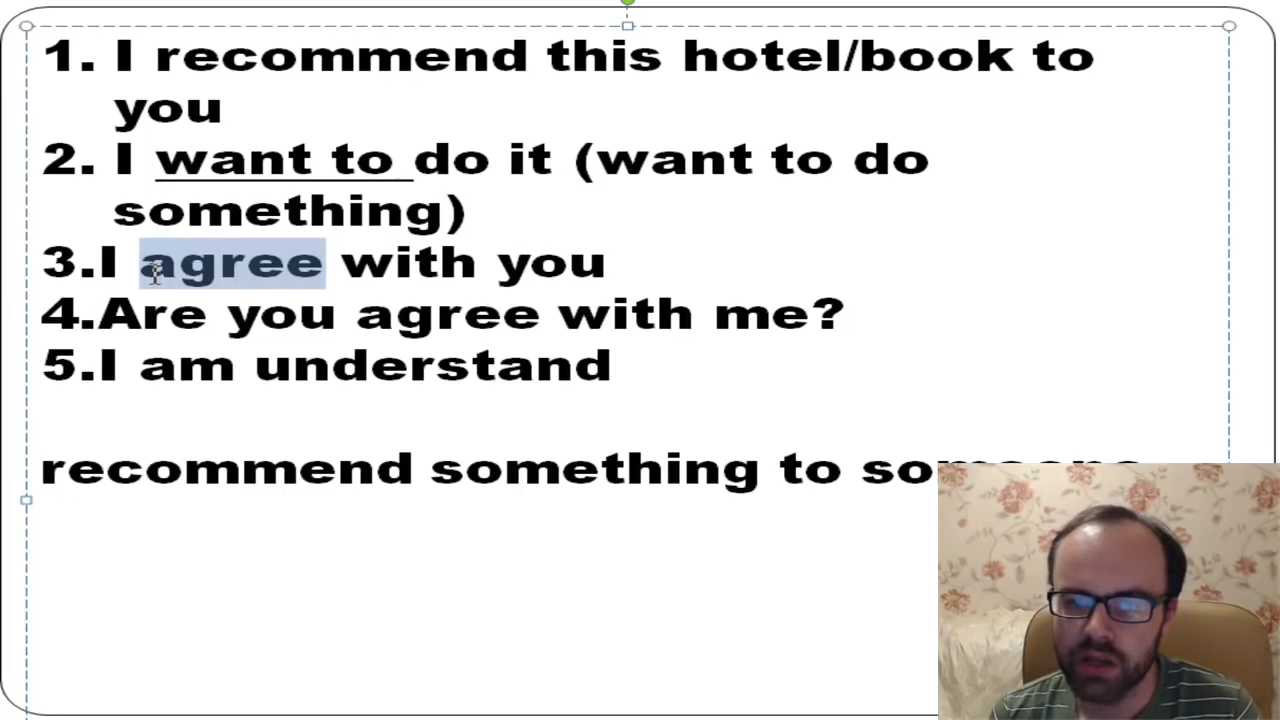 1. I recommend this hotel/book to
you
2. I want to do it (want to do
something)
3.I agree with you
4.Are you agree with me?
5.I am understand
recommend something to